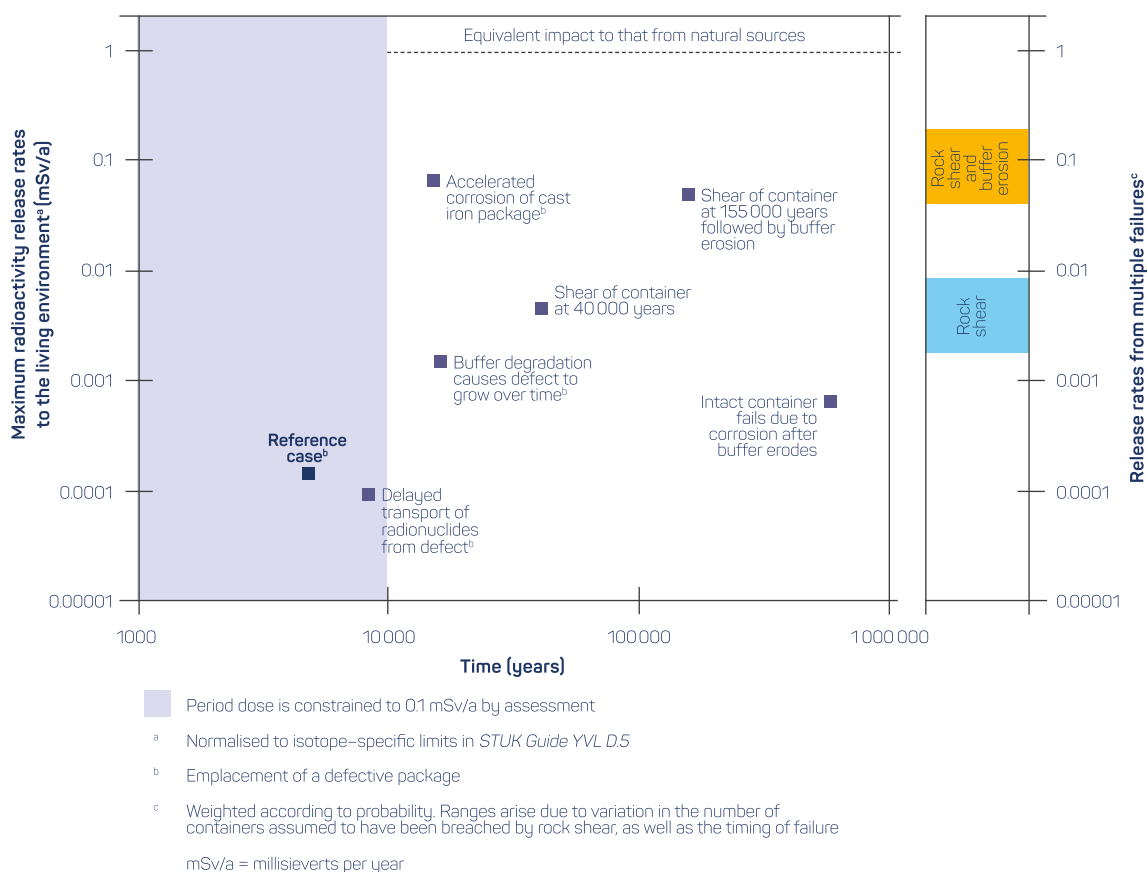 Equivalent impact to that from natural sources
Maximum radioactivity release rates
to the living environmentᵃ (mSv/a)
1
0.1
0.01
0.001
0.0001
0.00001
Accelerated
corrosion of cast
iron packageᵇ
Shear of container
at 155 000 years
followed by buffer
erosion
Shear of container
at 40 000 years
Buffer degradation
causes defect to
grow over timeᵇ
Intact container
fails due to
corrosion after
buffer erodes
Reference
caseᵇ
Delayed
transport of
radionuclides
from defectᵇ
1000
10 000
100 000
1 000 000
Time (years)
Rock
shear
and
buffer
erosion
Rock
shear
1
0.1
0.01
0.001
0.0001
0.00001
Release rates from multiple failuresᶜ
Period dose is constrained to 0.1 mSv/a by assessment
ᵃ Normalised to isotope–specific limits in STUK Guide YVL D.5
ᵇ Emplacement of a defective package
ᶜ Weighted according to probability. Ranges arise due to variation in the number of
containers assumed to have been breached by rock shear, as well as the timing of failure
mSv/a = millisieverts per year